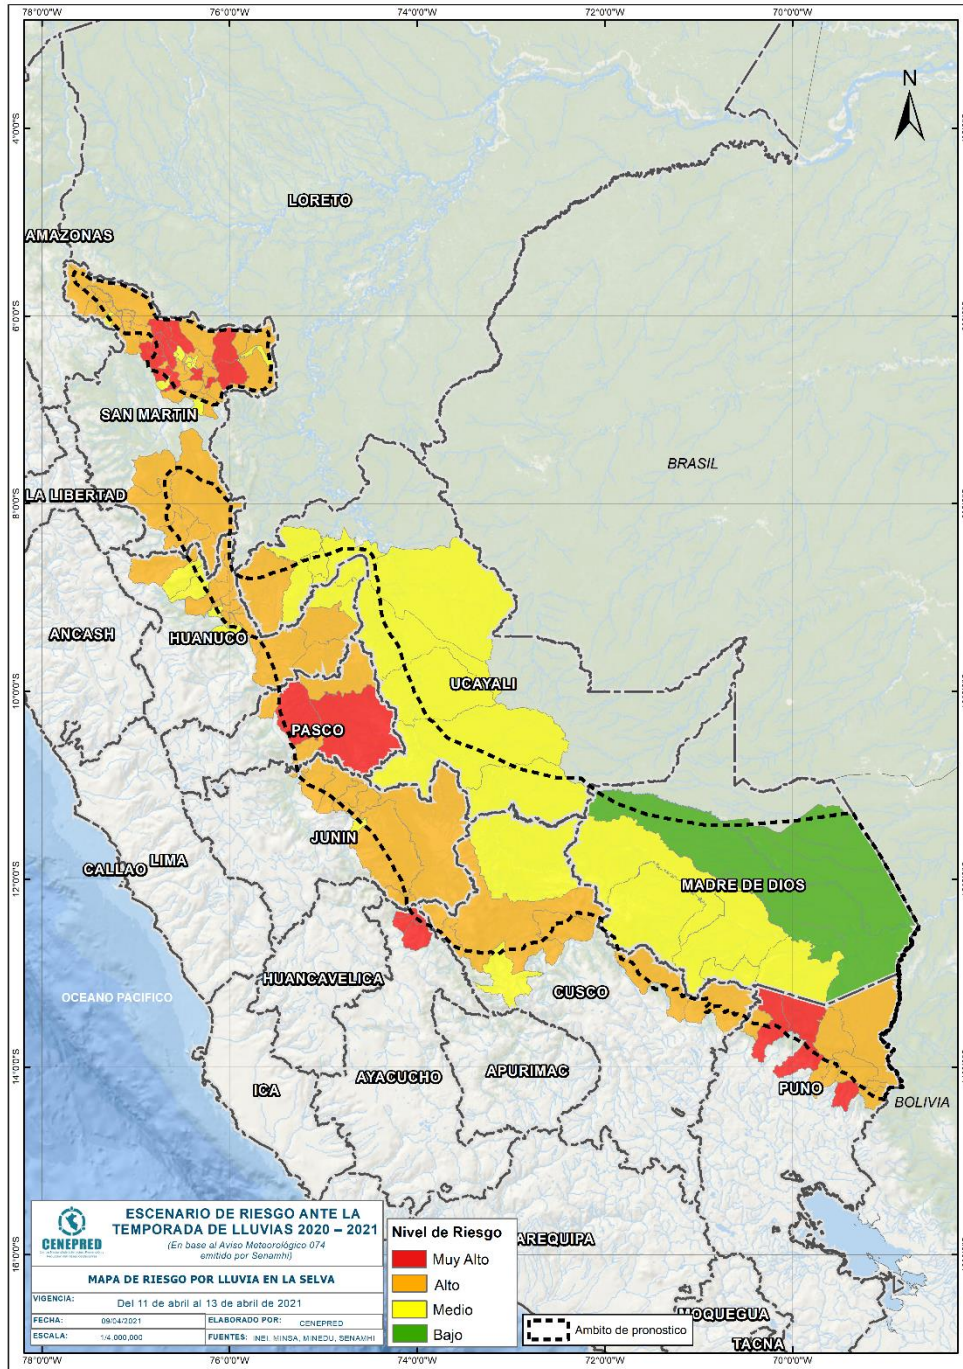 78°0'0"W
76°0'0"W
74°0'0"W
72°0'0"W
70°0'0"W
N
4°0'0"S
LORETO
AMAZONAS
6°0'0"S
SAN MARTIN
BRASIL
LA LIBERTAD
8°0'0"S
ANCASH
HUANUCO
UCAYALI
10°0'0"S
PASCO
JUNIN
LIMA
CALLAO
12°0'0"S
MADRE DE DIOS
HUANCAVELICA
CUSCO
OCEANO PACIFICO
14°0'0"S
AYACUCHO
APURIMAC
ICA
PUNO
BOLIVIA
AREQUIPA
16°0'0"S
MOQUEGUA
TACNA
CENEPRED
ESCENARIO DE RIESGO ANTE LA
TEMPORADA DE LLUVIAS 2020 – 2021
(En base al Aviso Meteorológico 074
emitido por Senamhi)
MAPA DE RIESGO POR LLUVIA EN LA SELVA
VIGENCIA: Del 11 de abril al 13 de abril de 2021
FECHA: 09/04/2021 ELABORADO POR: CENEPRED
ESCALA: 1/4,000,000 FUENTES: INEI, MINSA, MINEDU, SENAMHI
Nivel de Riesgo
Muy Alto
Alto
Medio
Bajo
Ambito de pronostico
78°0'0"W
76°0'0"W
74°0'0"W
72°0'0"W
70°0'0"W